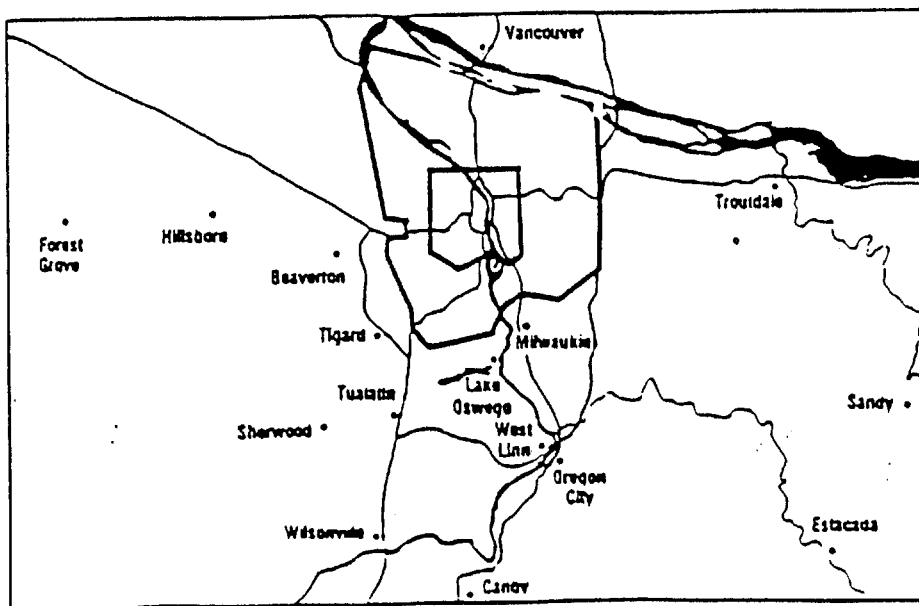 Vancouver
Troutdale
Forest
Grove
Hillsboro
Beaverton
Tigard
Milwaukie
Lake
Oswego
Tualatin
Sandy
Sherwood
West
Linn
Oregon
City
Wilsonville
Estacada
Canby